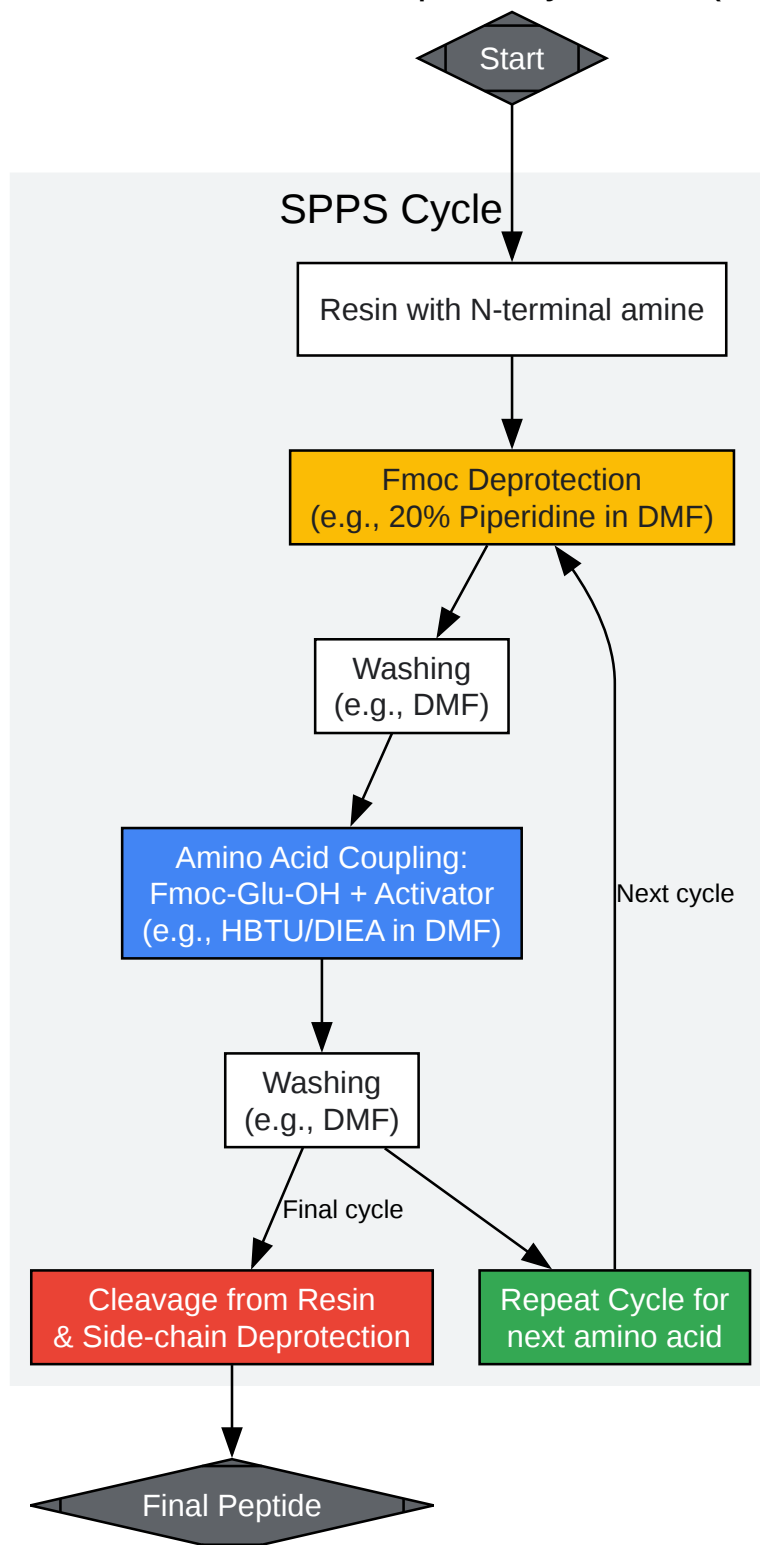 Start
SPPS Cycle
Resin with N-terminal amine
Fmoc Deprotection
(e.g., 20% Piperidine in DMF)
Washing
(e.g., DMF)
Amino Acid Coupling:
Fmoc-Glu-OH + Activator
(e.g., HBTU/DIEA in DMF)
Next cycle
Washing
(e.g., DMF)
Final cycle
Cleavage from Resin
& Side-chain Deprotection
Repeat Cycle for
next amino acid
Final Peptide